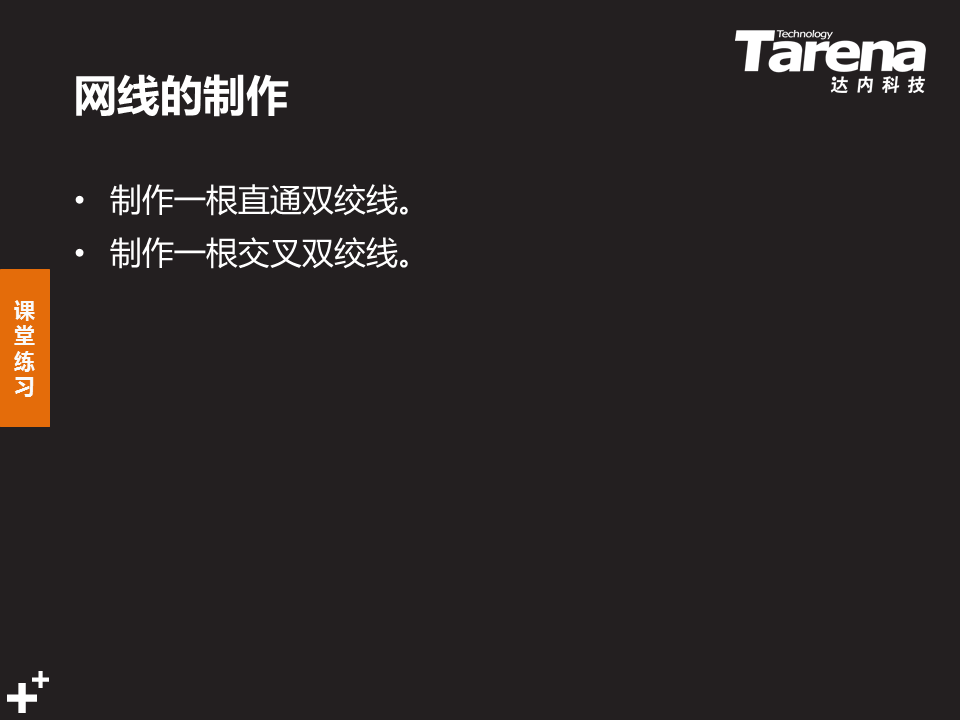 Technology
Tarena
达内科技
网线的制作
• 制作一根直通双绞线。
• 制作一根交叉双绞线。
课
堂
练
习